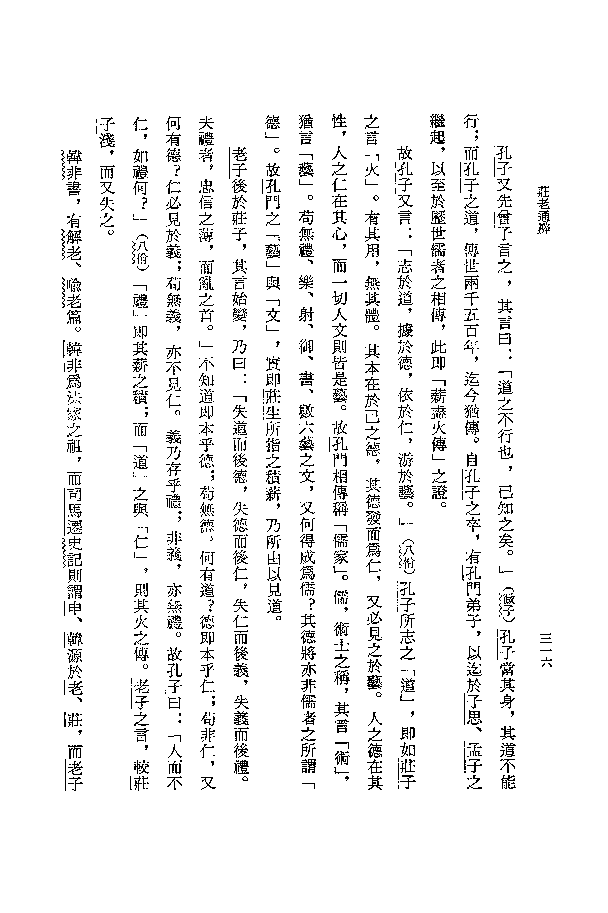 莊老通辨
三一六
孔子又先曾子言之，其言曰：「道之不行也，已知之矣。」（微子）孔子當其身，其道不能
行；而孔子之道，傳世兩千五百年，迄今猶傳。自孔子之卒，有孔門弟子，以迄於子思、孟子之
繼起，以至於歷世儒者之相傳，此即「薪盡火傳」之證。
故孔子又言：「志於道，據於德，依於仁，游於藝。」（八佾）孔子所志之「道」，即如莊子
之言「火」。有其用，無其體。其本在於己之德，其德發而爲仁，又必見之於藝。人之德在其
性，人之仁在其心，而一切人文則皆是藝。故孔門相傳稱「儒家」。儒，術士之稱，其言「術」，
猶言「藝」。苟無禮、樂、射、御、書、數六藝之文，又何得成爲儒？其德將亦非儒者之所謂「
德」。故孔門之「藝」與「文」，實即莊生所指之積薪，乃所由以見道。
老子後於莊子，其言始變，乃曰：「失道而後德，失德而後仁，失仁而後義，失義而後禮。
夫禮者，忠信之薄，而亂之首。」不知道即本乎德；苟無德，何有道？德即本乎仁；苟非仁，又
何有德？仁必見於義；苟無義，亦不見仁。義乃存乎禮；非義，亦無禮。故孔子曰：「人而不
仁，如禮何？」（八佾）「禮」即其薪之積；而「道」之與「仁」，則其火之傳。老子之言，較莊
子淺，而又失之。
韓非書，有解老、喻老篇。韓非爲法家之祖，而司馬遷史記則謂申、韓源於老、莊，而老子